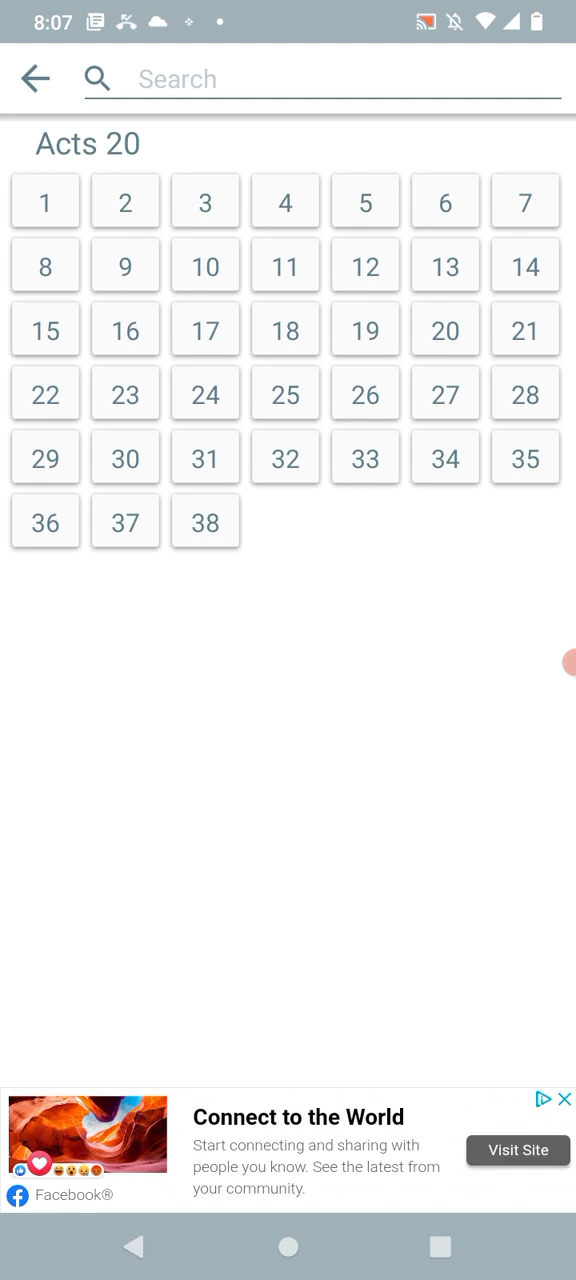 8:07
Search
Acts 20
1 2 3 4 5 6 7
8 9 10 11 12 13 14
15 16 17 18 19 20 21
22 23 24 25 26 27 28
29 30 31 32 33 34 35
36 37 38
Connect to the World
Start connecting and sharing with
people you know. See the latest from
your community.
Visit Site
Facebook®